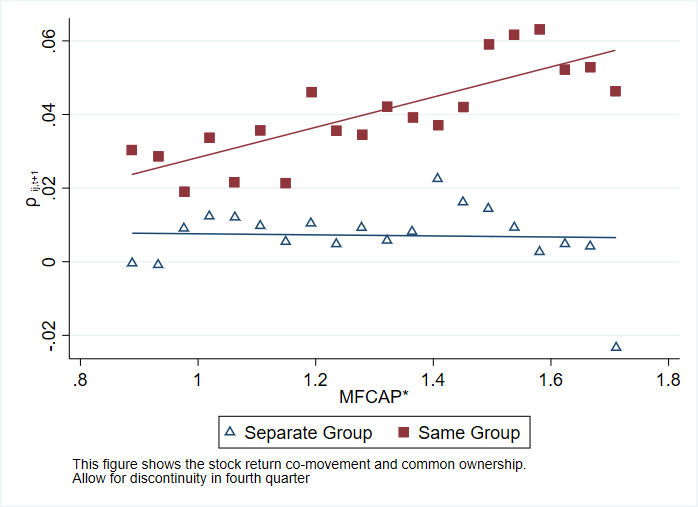 .06
.04
.02
0
-.02
ρ ij,t+1
.8
1
1.2
1.4
1.6
1.8
MFCAP*
Separate Group
Same Group
This figure shows the stock return co-movement and common ownership.
Allow for discontinuity in fourth quarter